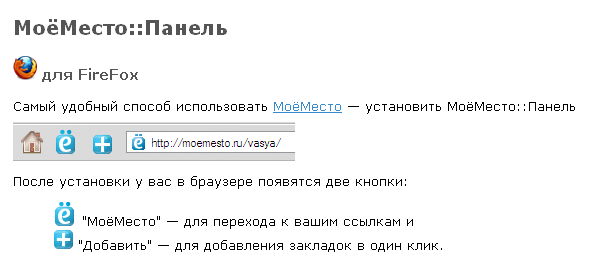 МоёМесто::Панель
для FireFox
Самый удобный способ использовать МоёМесто — установить МоёМесто::Панель
ё ё http://moemesto.ru/vasya/
После установки у вас в браузере появятся две кнопки:
ё "МоёМесто" — для перехода к вашим ссылкам и
"Добавить" — для добавления закладок в один клик.